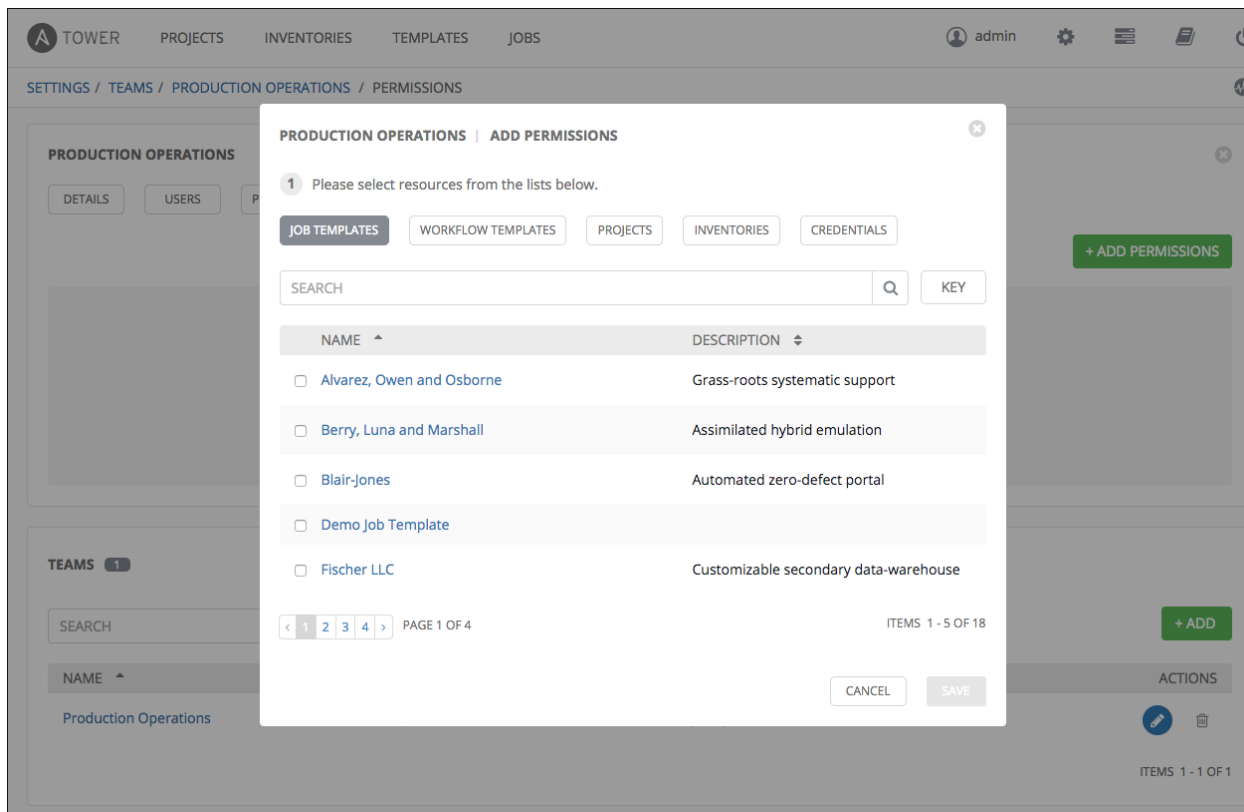 A TOWER PROJECTS INVENTORIES TEMPLATES JOBS admin
SETTINGS / TEAMS / PRODUCTION OPERATIONS / PERMISSIONS
PRODUCTION OPERATIONS
DETAILS USERS P
+ ADD PERMISSIONS
PRODUCTION OPERATIONS | ADD PERMISSIONS
1 Please select resources from the lists below.
JOB TEMPLATES WORKFLOW TEMPLATES PROJECTS INVENTORIES CREDENTIALS
SEARCH KEY
NAME DESCRIPTION
Alvarez, Owen and Osborne Grass-roots systematic support
Berry, Luna and Marshall Assimilated hybrid emulation
Blair-Jones Automated zero-defect portal
Demo Job Template
Fischer LLC Customizable secondary data-warehouse
< 1 2 3 4 > PAGE 1 OF 4 ITEMS 1 - 5 OF 18
CANCEL SAVE
TEAMS 1
SEARCH + ADD
NAME ACTIONS
Production Operations
ITEMS 1 - 1 OF 1